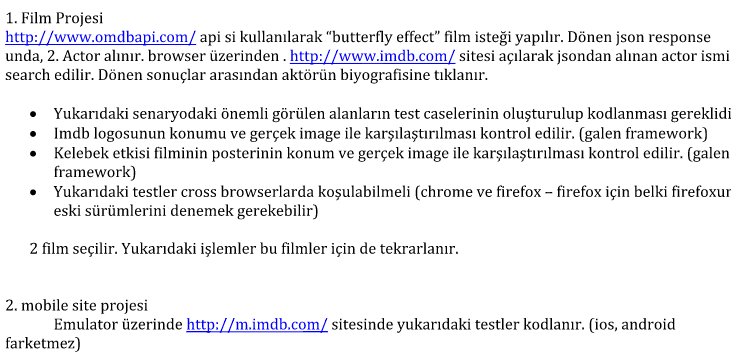 1. Film Projesi
http://www.omdbapi.com/ api si kullanılarak “butterfly effect” film isteği yapılır. Dönen json response
unda, 2. Actor alınır. browser üzerinden . http://www.imdb.com/ sitesi açılarak jsondan alınan actor ismi
search edilir. Dönen sonuçlar arasından aktörün biyografisine tıklanır.
• Yukarıdaki senaryodaki önemli görülen alanların test caselerinin oluşturulup kodlanması gereklidi
• Imdb logosunun konumu ve gerçek image ile karşılaştırılması kontrol edilir. (galen framework)
• Kelebek etkisi filminin posterinin konum ve gerçek image ile karşılaştırılması kontrol edilir. (galen
framework)
• Yukarıdaki testler cross browserlarda koşulabilmeli (chrome ve firefox – firefox için belki firefoxun
eski sürümlerini denemek gerekebilir)
2 film seçilir. Yukarıdaki işlemler bu filmler için de tekrarlanır.
2. mobile site projesi
Emulator üzerinde http://m.imdb.com/ sitesinde yukarıdaki testler kodlanır. (ios, android
farketmez)